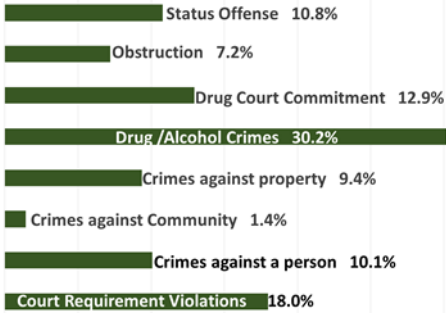 Status Offense 10.8%
Obstruction 7.2%
Drug Court Commitment 12.9%
Drug /Alcohol Crimes 30.2%
Crimes against property 9.4%
Crimes against Community 1.4%
Crimes against a person 10.1%
Court Requirement Violations 18.0%